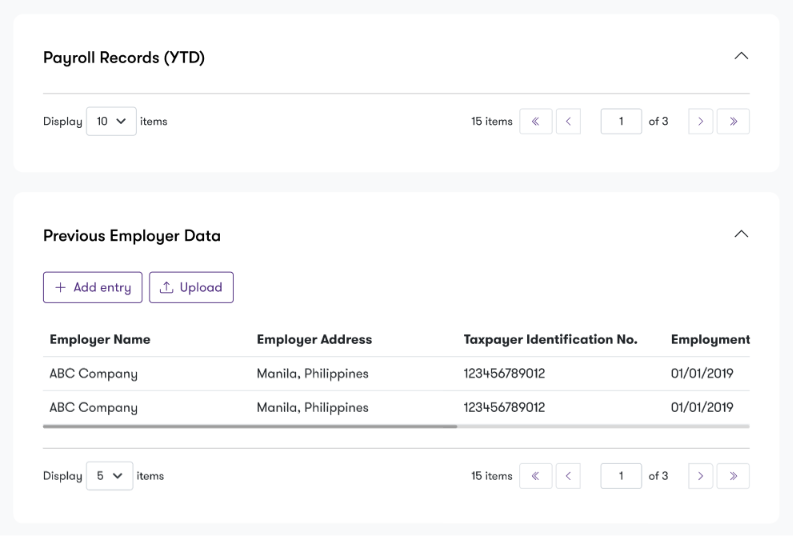 Payroll Records (YTD)
Display 10 items 15 items 1 of 3
Previous Employer Data
+ Add entry Upload
Employer Name Employer Address Taxpayer Identification No. Employment
ABC Company Manila, Philippines 123456789012 01/01/2019
ABC Company Manila, Philippines 123456789012 01/01/2019
Display 5 items 15 items 1 of 3